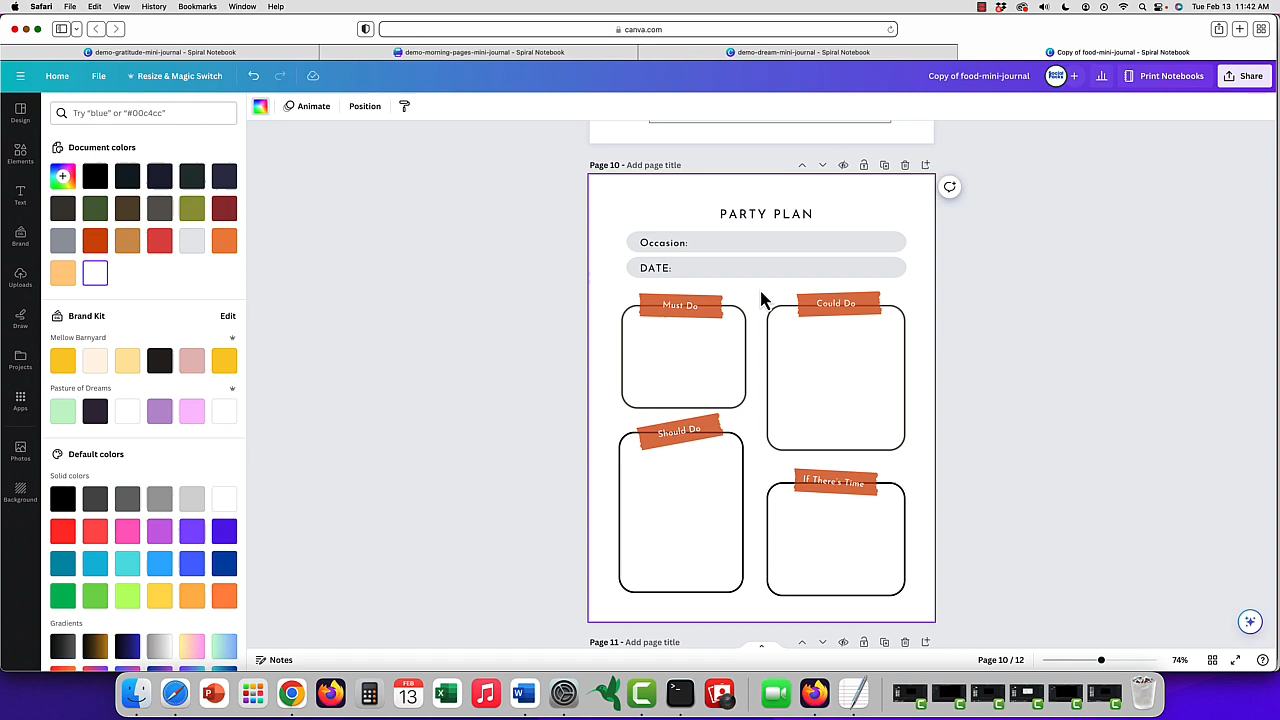 Safari File Edit View History Bookmarks Window Help Tue Feb 13 11:42 AM
canva.com
demo-gratitude-mini-journal – Spiral Notebook demo-morning-pages-mini-journal – Spiral Notebook demo-dream-mini-journal – Spiral Notebook Copy of food-mini-journal – Spiral Notebook
Home File Resize & Magic Switch Copy of food-mini-journal Print Notebooks Share
Try “blue” or “#00c4cc” Animate Position
Design
Document colors
Elements
Page 10 - Add page title
Text
PARTY PLAN
Brand
Occasion:
DATE:
Uploads
Must Do Could Do
Brand Kit Edit
Draw
Mellow Barnyard
Projects
Pasture of Dreams
Apps
Should Do
Photos
Default colors
Solid colors
If There's Time
Background
Gradients
Page 11 - Add page title
Notes Page 10 / 12 74%
FEB
13